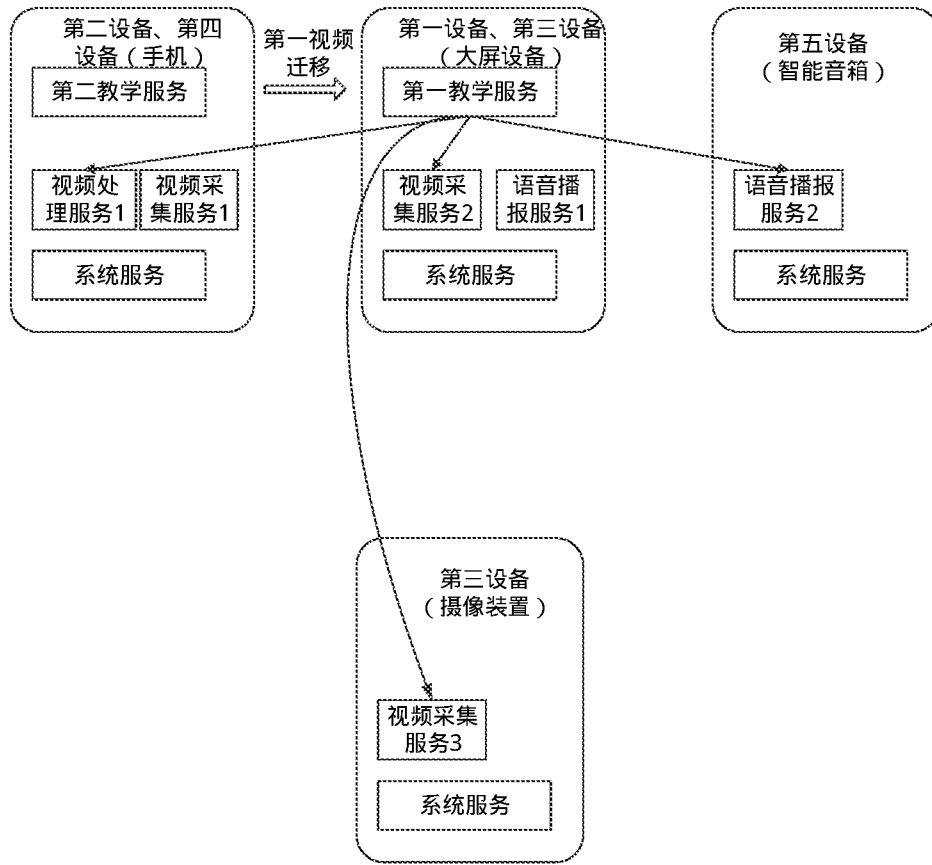 第二设备、第四
设备（手机）
第二教学服务
视频处
理服务1
视频采
集服务1
系统服务
第一视频
迁移
第一设备、第三设备
（大屏设备）
第一教学服务
视频采
集服务2
语音播
报服务1
系统服务
第五设备
（智能音箱）
语音播报
服务2
系统服务
第三设备
（摄像装置）
视频采集
服务3
系统服务